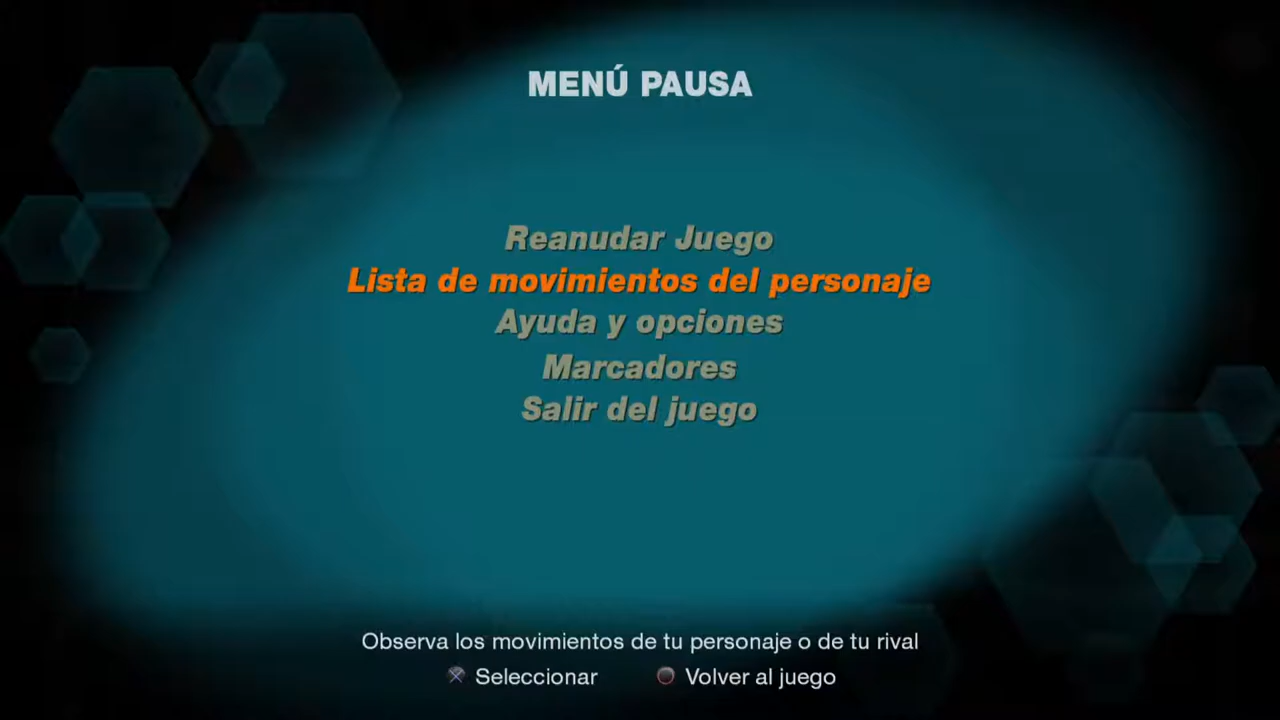 MENÚ PAUSA
Reanudar Juego
Lista de movimientos del personaje
Ayuda y opciones
Marcadores
Salir del juego
Observa los movimientos de tu personaje o de tu rival
Seleccionar Volver al juego